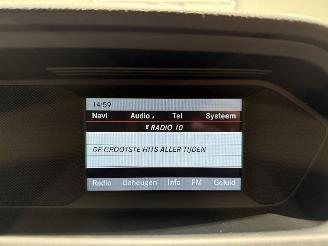 14:59
Navi Audio Tel Systeem
RADIO 10
DE GROOTSTE HITS ALLER TIJDEN
Radio Geheugen Info FM Geluid